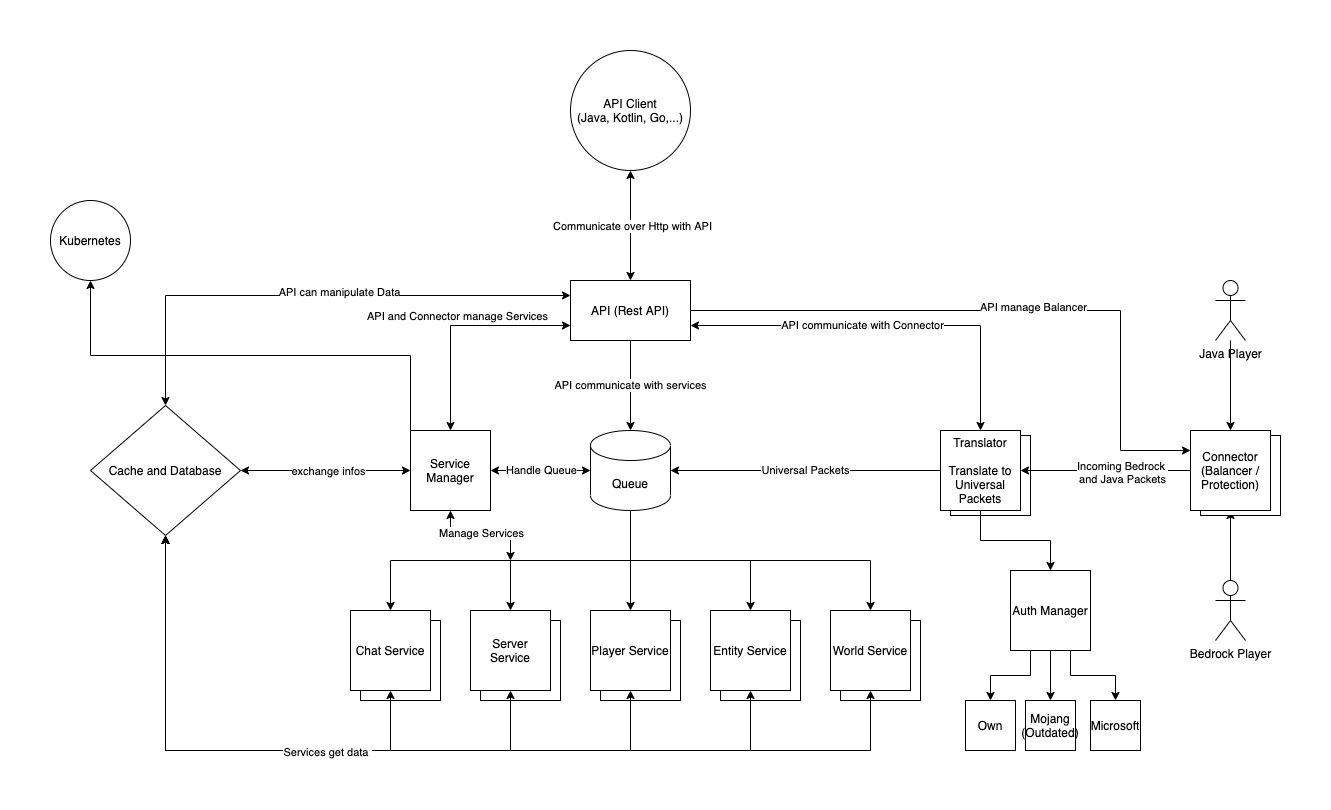 API Client
(Java, Kotlin, Go,...)
Communicate over Http with API
Kubernetes
API can manipulate Data
API (Rest API)
API and Connector manage Services
API manage Balancer
API communicate with Connector
Java Player
API communicate with services
Cache and Database
exchange infos
Service
Manager
Handle Queue
Queue
Universal Packets
Translator
Translate to
Universal
Packets
Incoming Bedrock
and Java Packets
Connector
(Balancer /
Protection)
Manage Services
Chat Service
Server
Service
Player Service
Entity Service
World Service
Auth Manager
Bedrock Player
Own
Mojang
(Outdated)
Microsoft
Services get data